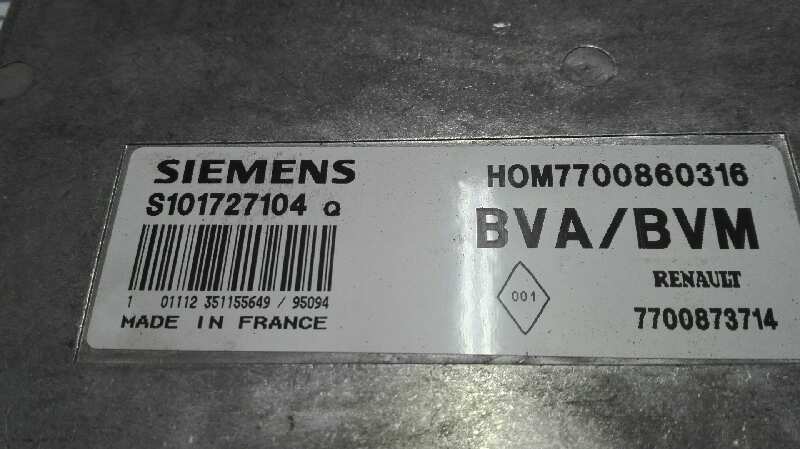 SIEMENS
S101727104 Q
1 01112 351155649 / 95094
MADE IN FRANCE
HOM7700860316
BVA/BVM
001
RENAULT
7700873714